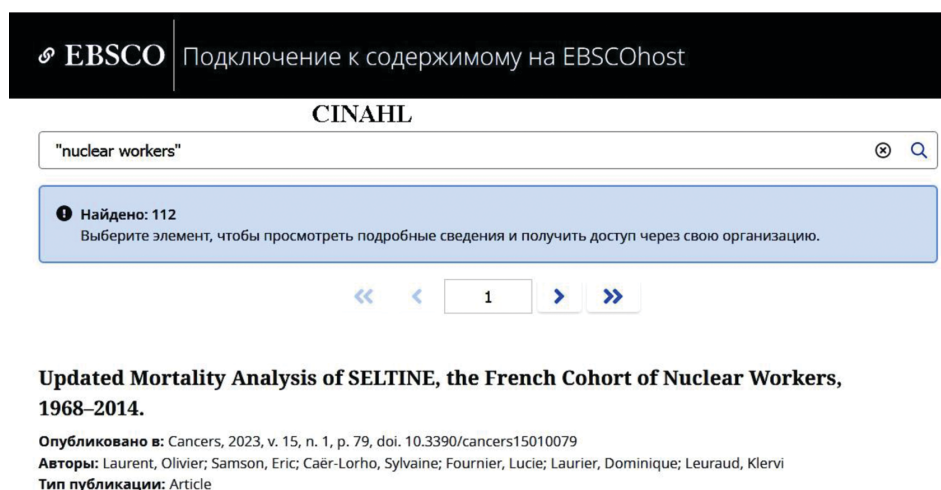 EBSCO Подключение к содержимому на EBSCOhost
CINAHL
"nuclear workers"
Найдено: 112
Выберите элемент, чтобы просмотреть подробные сведения и получить доступ через свою организацию.
1
Updated Mortality Analysis of SELTINE, the French Cohort of Nuclear Workers,
1968–2014.
Опубликовано в: Cancers, 2023, v. 15, n. 1, p. 79, doi. 10.3390/cancers15010079
Авторы: Laurent, Olivier; Samson, Eric; Caër-Lorho, Sylvaine; Fournier, Lucie; Laurier, Dominique; Leuraud, Klervi
Тип публикации: Article